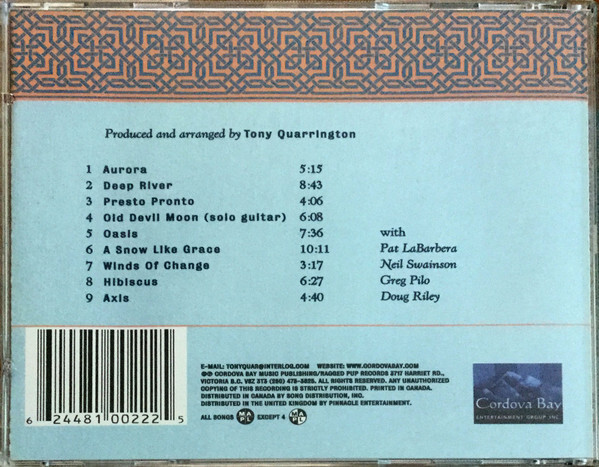 Produced and arranged by Tony Quarrington
1 Aurora 5:15
2 Deep River 8:43
3 Presto Pronto 4:06
4 Old Devil Moon (solo guitar) 6:08
5 Oasis 7:36
6 A Snow Like Grace 10:11
7 Winds Of Change 3:17
8 Hibiscus 6:27
9 Axis 4:40
with
Pat LaBarbera
Neil Swainson
Greg Pilo
Doug Riley
E-MAIL: TONYQUAR@INTERLOG.COM WEBSITE: WWW.CORDOVABAY.COM
℗© CORDOVA BAY MUSIC PUBLISHING/RAGGED PUP RECORDS 2717 HARRIET RD.,
VICTORIA B.C. V8Z 3T3 (250) 475-5885. ALL RIGHTS RESERVED. ANY UNAUTHORIZED
COPYING OF THIS RECORDING IS STRICTLY PROHIBITED. PRINTED IN CANADA.
DISTRIBUTED IN CANADA BY SONG DISTRIBUTION, INC.
DISTRIBUTED IN THE UNITED KINGDOM BY PINNACLE ENTERTAINMENT.
ALL SONGS MAPL EXCEPT 4 MAPL
6 24481 00222 5
Cordova Bay
ENTERTAINMENT GROUP INC.